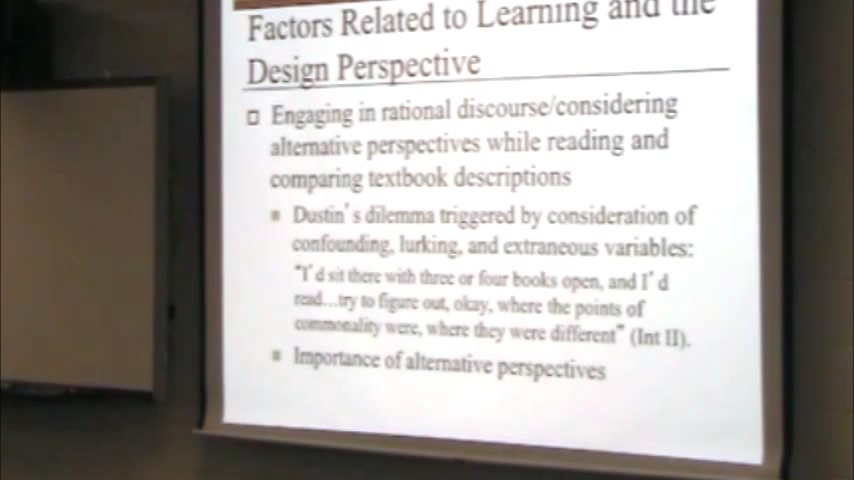 Factors Related to Learning and the
Design Perspective
Engaging in rational discourse/considering
alternative perspectives while reading and
comparing textbook descriptions
Dustin's dilemma triggered by consideration of
confounding, lurking, and extraneous variables:
"I'd sit there with three or four books open, and I'd
read...try to figure out, okay, where the points of
commonality were, where they were different" (Int II).
Importance of alternative perspectives